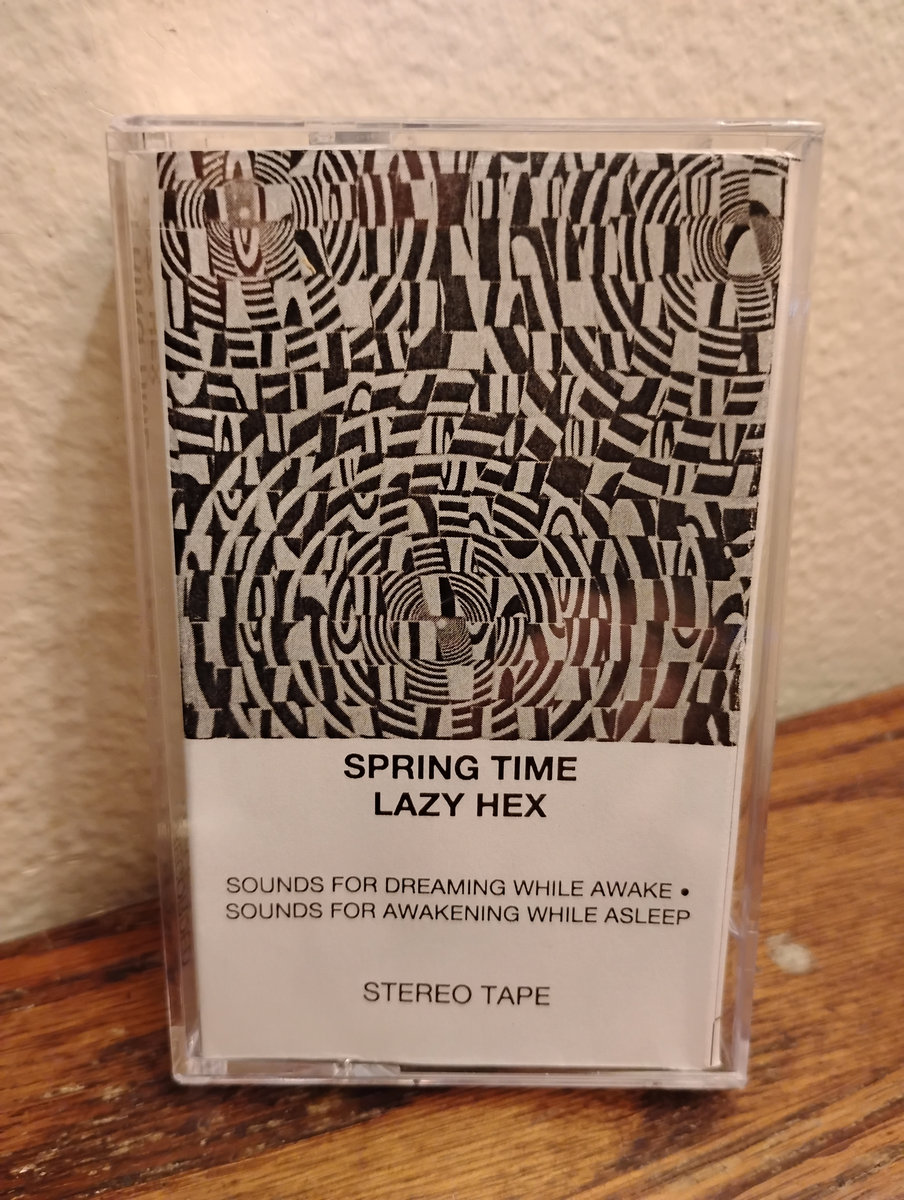 SPRING TIME
LAZY HEX
SOUNDS FOR DREAMING WHILE AWAKE •
SOUNDS FOR AWAKENING WHILE ASLEEP
STEREO TAPE